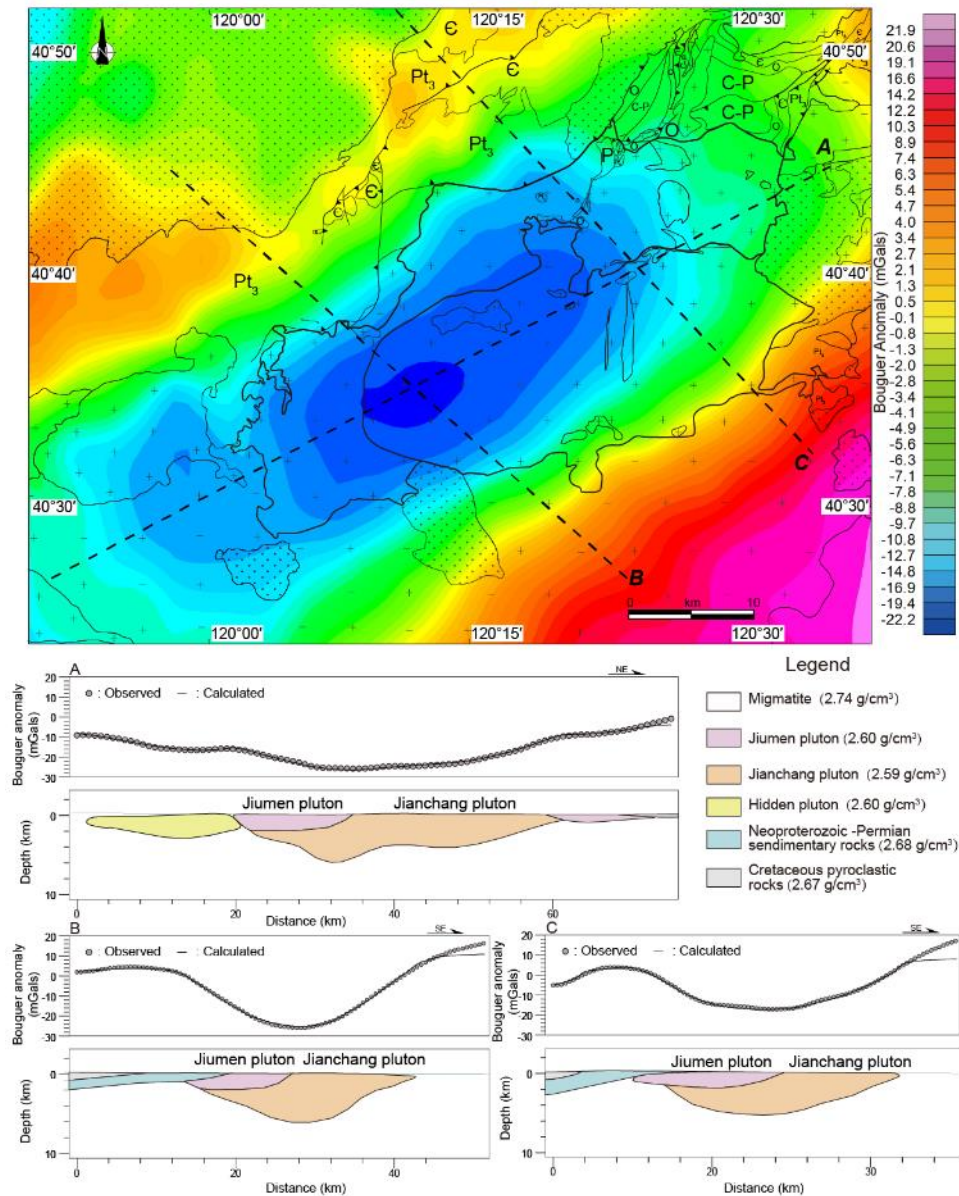 120°00′ 120°15′ 120°30′
40°50′ 40°50′
N
Є
Є
Pt₃
Pt₃
C-P
C-P
O
O
P
Є
Pt₃
A
40°40′ 40°40′
Pt₃
C
40°30′ 40°30′
B
0 km 10
120°00′ 120°15′ 120°30′
Bouguer Anomaly (mGals)
21.9
20.6
19.1
16.6
14.2
12.3
10.3
8.9
7.4
6.4
5.4
4.7
4.0
3.4
2.7
2.1
1.3
0.5
-0.1
-0.8
-1.3
-2.0
-2.8
-3.4
-4.1
-4.9
-5.6
-6.3
-7.1
-7.8
-8.8
-9.7
-10.7
-12.7
-14.8
-16.9
-19.4
-22.2
A
Bouguer anomaly (mGals)
20
10
0
-10
-20
-30
: Observed — : Calculated
NE
Jiumen pluton Jianchang pluton
Depth (km)
0
10
0 20 40 60
Distance (km)
Legend
Migmatite (2.74 g/cm³)
Jiumen pluton (2.60 g/cm³)
Jianchang pluton (2.59 g/cm³)
Hidden pluton (2.60 g/cm³)
Neoproterozoic -Permian
sendimentary rocks (2.68 g/cm³)
Cretaceous pyroclastic
rocks (2.67 g/cm³)
B
Bouguer anomaly (mGals)
20
10
0
-10
-20
-30
: Observed — : Calculated
SE
Jiumen pluton Jianchang pluton
Depth (km)
0
10
0 20 40
Distance (km)
C
Bouguer anomaly (mGals)
20
10
0
-10
-20
-30
: Observed — : Calculated
SE
Jiumen pluton Jianchang pluton
Depth (km)
0
10
0 20 30
Distance (km)